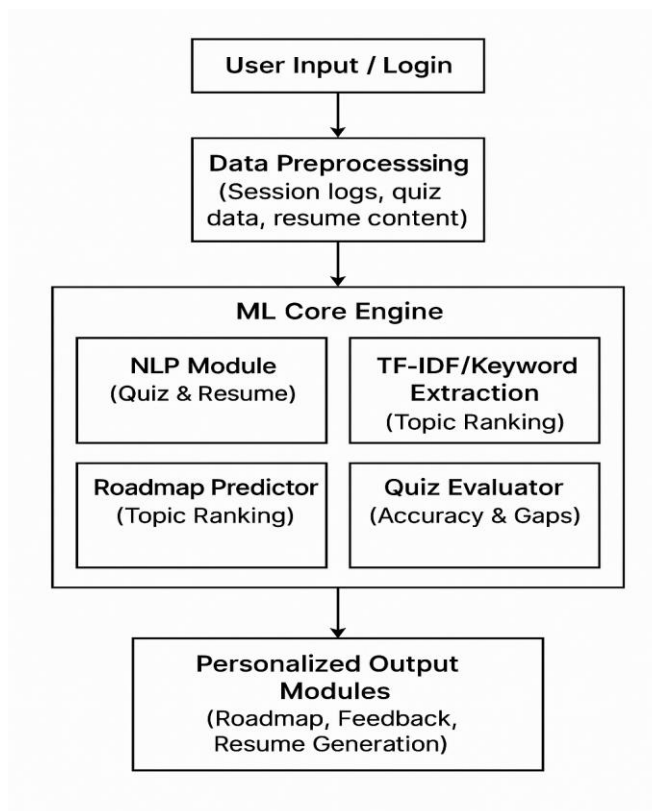 User Input / Login
Data Preprocesssing
(Session logs, quiz
data, resume content)
ML Core Engine
NLP Module
(Quiz & Resume)
TF-IDF/Keyword
Extraction
(Topic Ranking)
Roadmap Predictor
(Topic Ranking)
Quiz Evaluator
(Accuracy & Gaps)
Personalized Output
Modules
(Roadmap, Feedback,
Resume Generation)